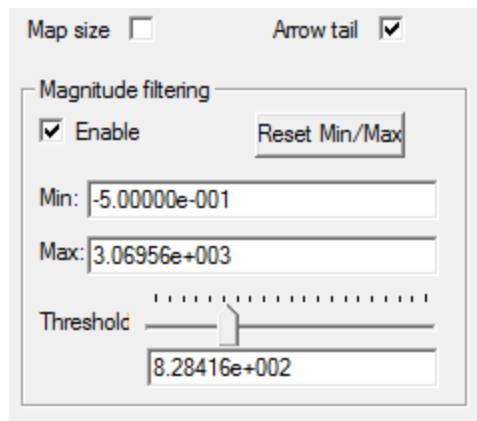 Map size Arrow tail
Magnitude filtering
Enable Reset Min/Max
Min: -5.00000e-001
Max: 3.06956e+003
Threshold
8.28416e+002